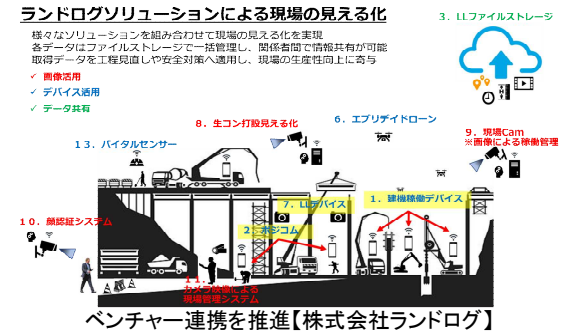 ランドログソリューションによる現場の見える化
様々なソリューションを組み合わせて現場の見える化を実現
各データはファイルストレージで一括管理し、関係者間で情報共有が可能
取得データを工程見直しや安全対策へ適用し、現場の生産性向上に寄与
✓ 画像活用
✓ デバイス活用
✓ データ共有
3．LLファイルストレージ
8．生コン打設見える化
6．エブリデイドローン
9．現場Cam
※画像による稼働管理
13．バイタルセンサー
7．LLデバイス
1．建機稼働デバイス
10．顔認証システム
2．ホジコム
11．
カメラ映像による
現場管理システム
ベンチャー連携を推進【株式会社ランドログ】